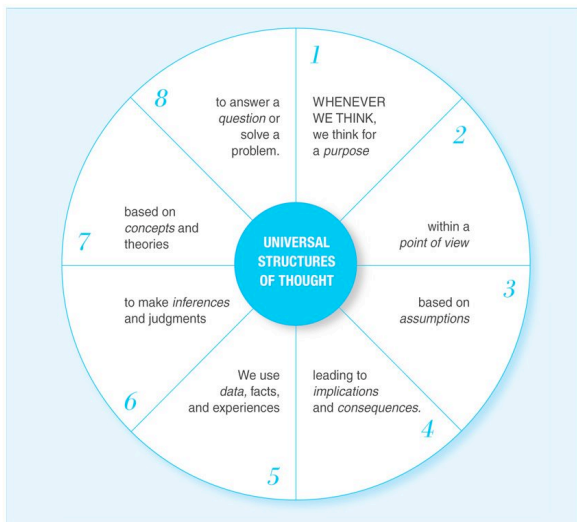 1
WHENEVER
WE THINK,
we think for
a purpose
2
within a
point of view
3
based on
assumptions
4
leading to
implications
and consequences.
5
We use
data, facts,
and experiences
6
to make inferences
and judgments
7
based on
concepts and
theories
8
to answer a
question or
solve a
problem.
UNIVERSAL
STRUCTURES
OF THOUGHT